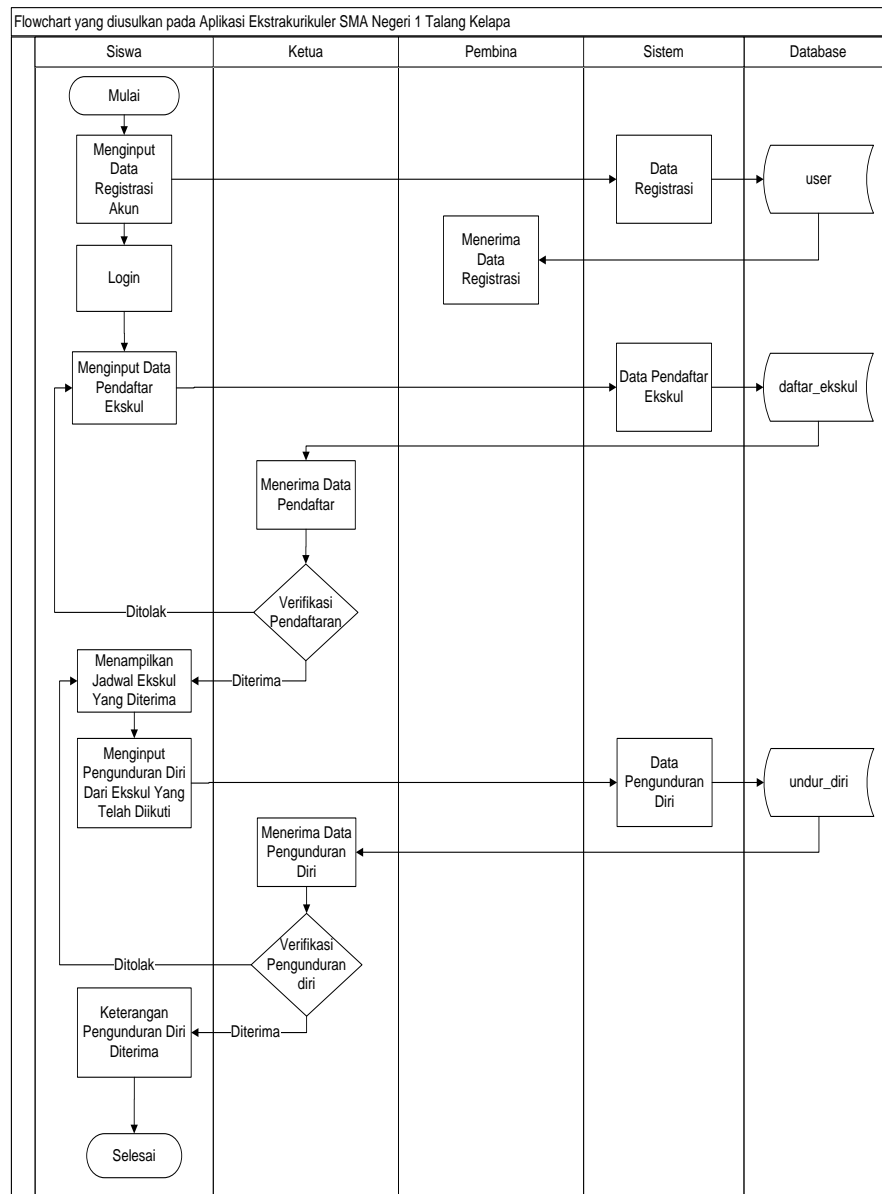 Flowchart yang diusulkan pada Aplikasi Ekstrakurikuler SMA Negeri 1 Talang Kelapa
Siswa
Ketua
Pembina
Sistem
Database
Mulai
Menginput
Data
Registrasi
Akun
Data
Registrasi
user
Menerima
Data
Registrasi
Login
Menginput Data
Pendaftar
Ekskul
Data Pendaftar
Ekskul
daftar_ekskul
Menerima Data
Pendaftar
Verifikasi
Pendaftaran
Ditolak
Diterima
Menampilkan
Jadwal Ekskul
Yang Diterima
Menginput
Pengunduran Diri
Dari Ekskul Yang
Telah Diikuti
Data
Pengunduran
Diri
undur_diri
Menerima Data
Pengunduran
Diri
Verifikasi
Pengunduran
diri
Ditolak
Diterima
Keterangan
Pengunduran Diri
Diterima
Selesai